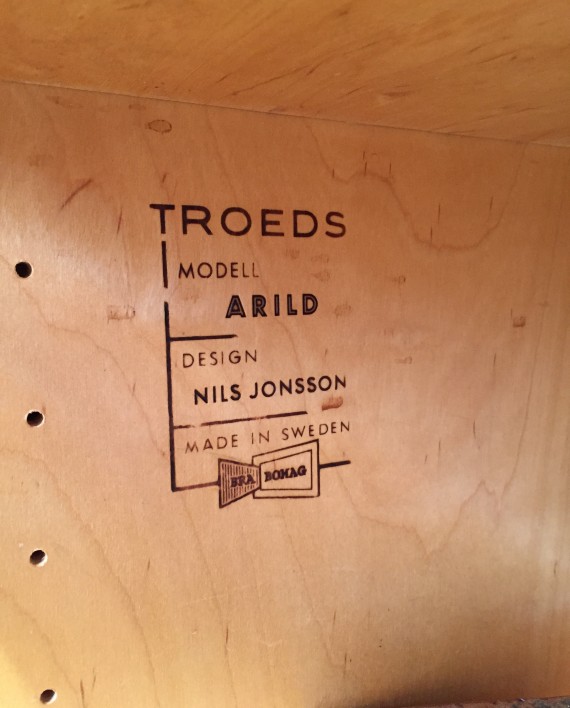 TROEDS
MODELL
ARILD
DESIGN
NILS JONSSON
MADE IN SWEDEN
BRA BOHAG